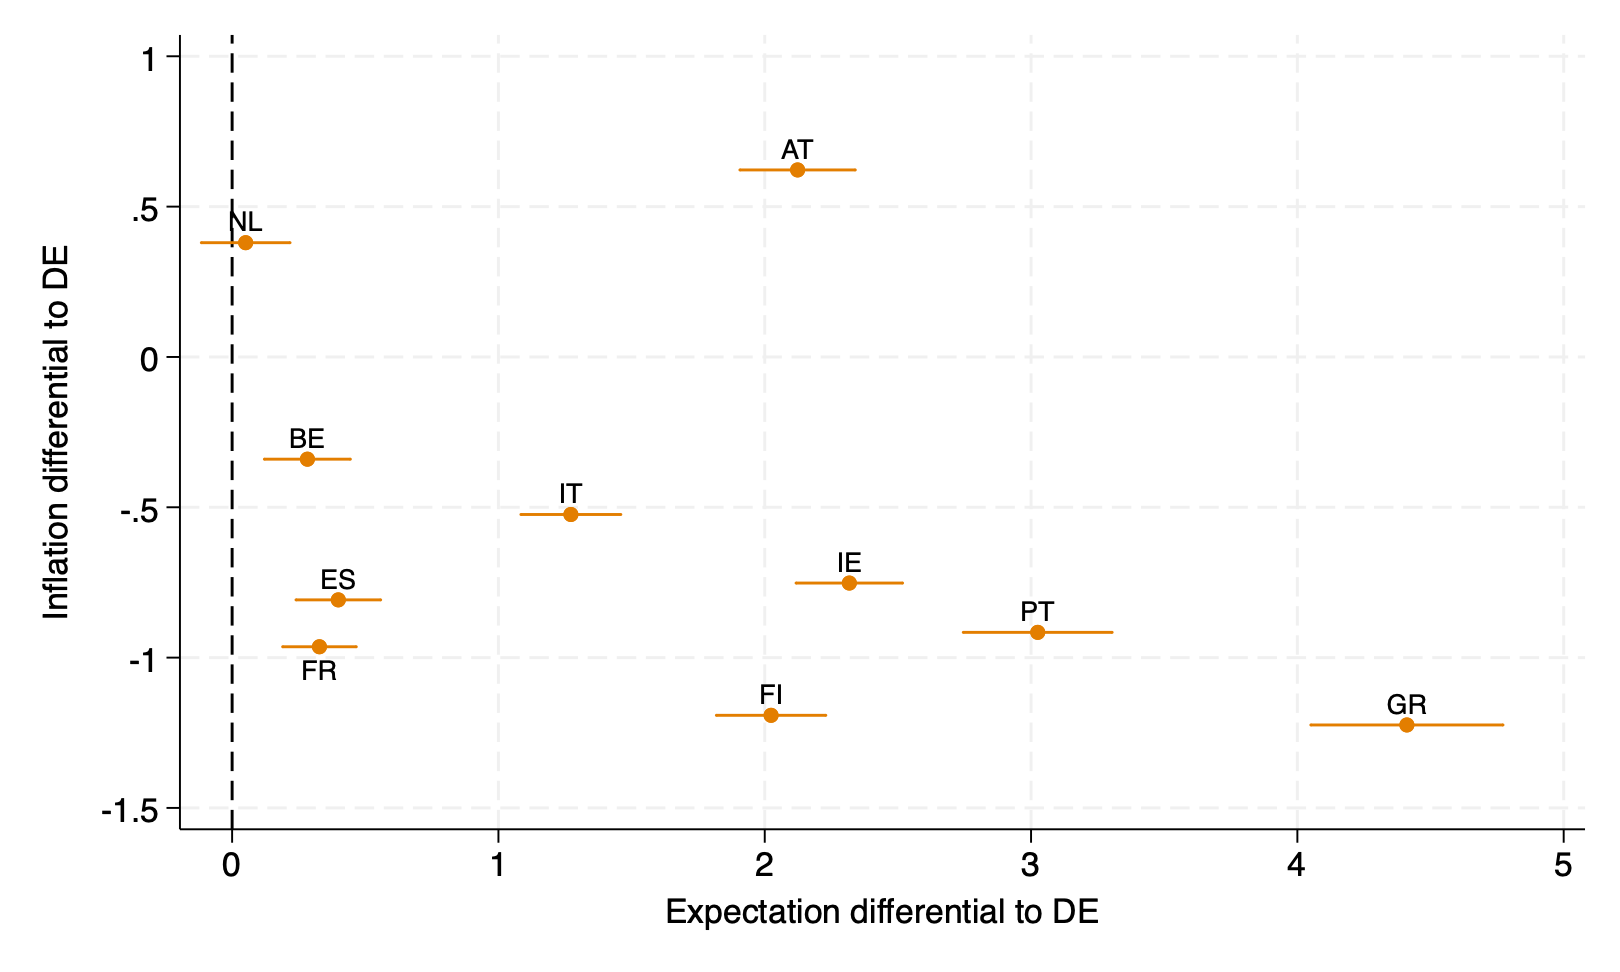 1
.5
0
-.5
-1
-1.5
Inflation differential to DE
AT
NL
BE
IT
ES
IE
FR
PT
FI
GR
0 1 2 3 4 5
Expectation differential to DE